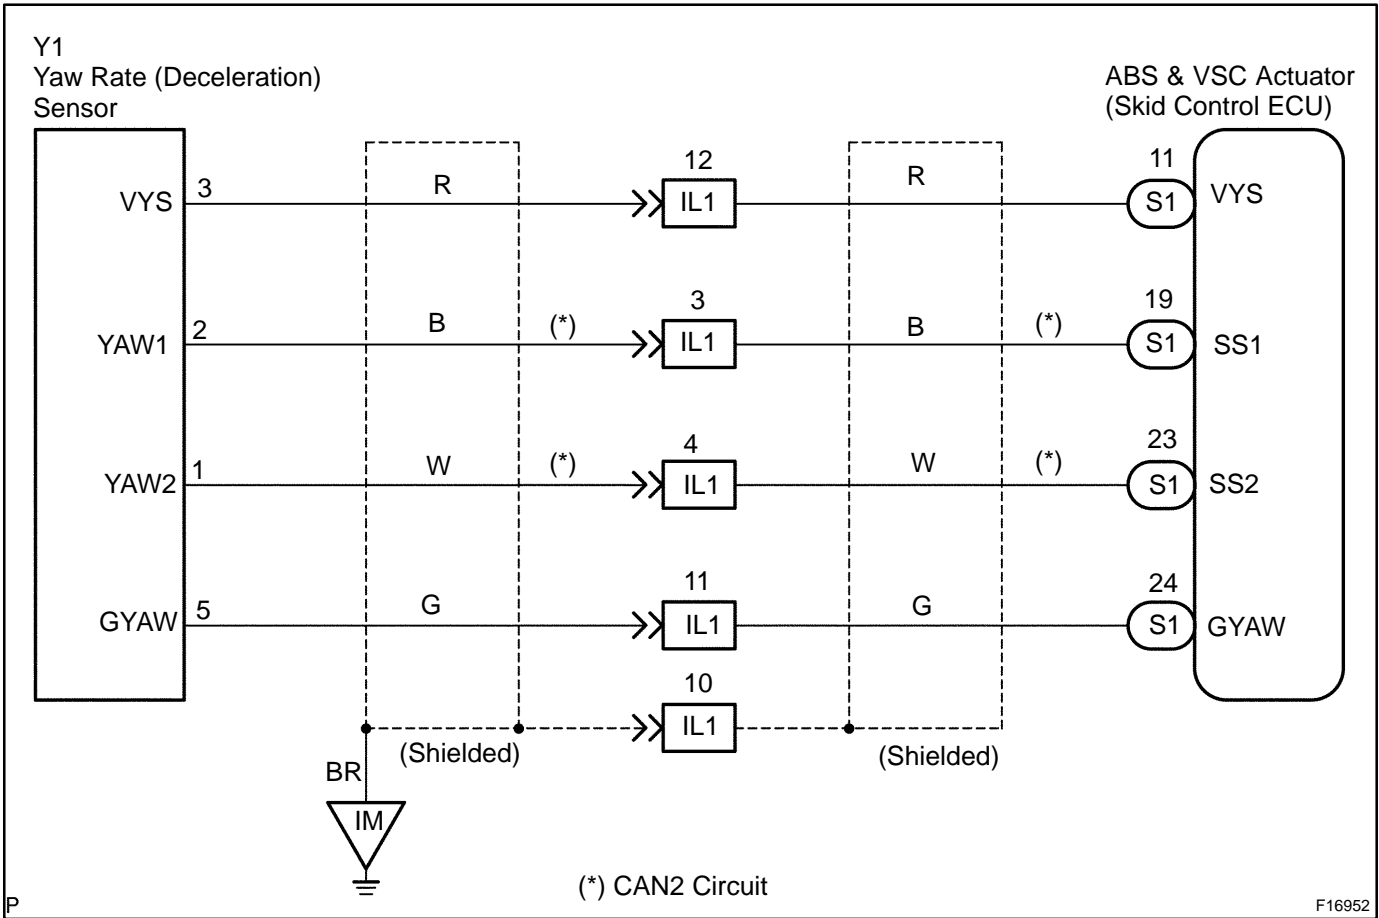 Y1
Yaw Rate (Deceleration)
Sensor
ABS & VSC Actuator
(Skid Control ECU)
VYS
3
R
12
IL1
R
11
S1
VYS
YAW1
2
B
(*)
3
IL1
B
(*)
19
S1
SS1
YAW2
1
W
(*)
4
IL1
W
(*)
23
S1
SS2
GYAW
5
G
11
IL1
G
24
S1
GYAW
10
IL1
(Shielded)
(Shielded)
BR
IM
(*) CAN2 Circuit
P
F16952